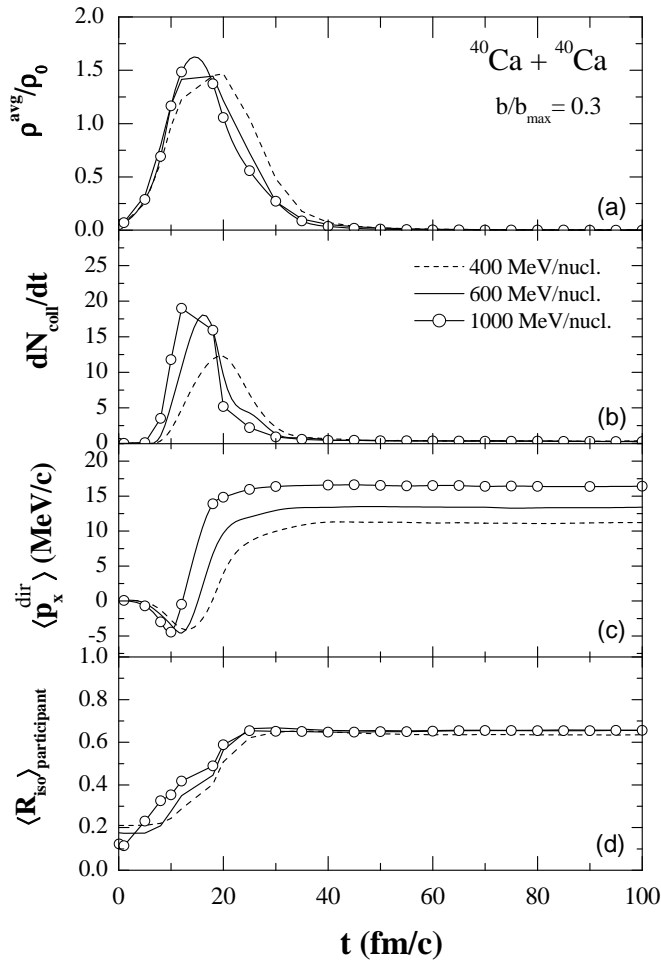 ⁴⁰Ca + ⁴⁰Ca
b/b_max = 0.3
ρ^avg/ρ_0
2.0
1.5
1.0
0.5
0.0
(a)
400 MeV/nucl.
600 MeV/nucl.
1000 MeV/nucl.
dN_coll/dt
25
20
15
10
5
0
(b)
⟨p_x^dir⟩ (MeV/c)
20
15
10
5
0
-5
(c)
⟨R_iso⟩_participant
1.0
0.8
0.6
0.4
0.2
0.0
(d)
0 20 40 60 80 100
t (fm/c)